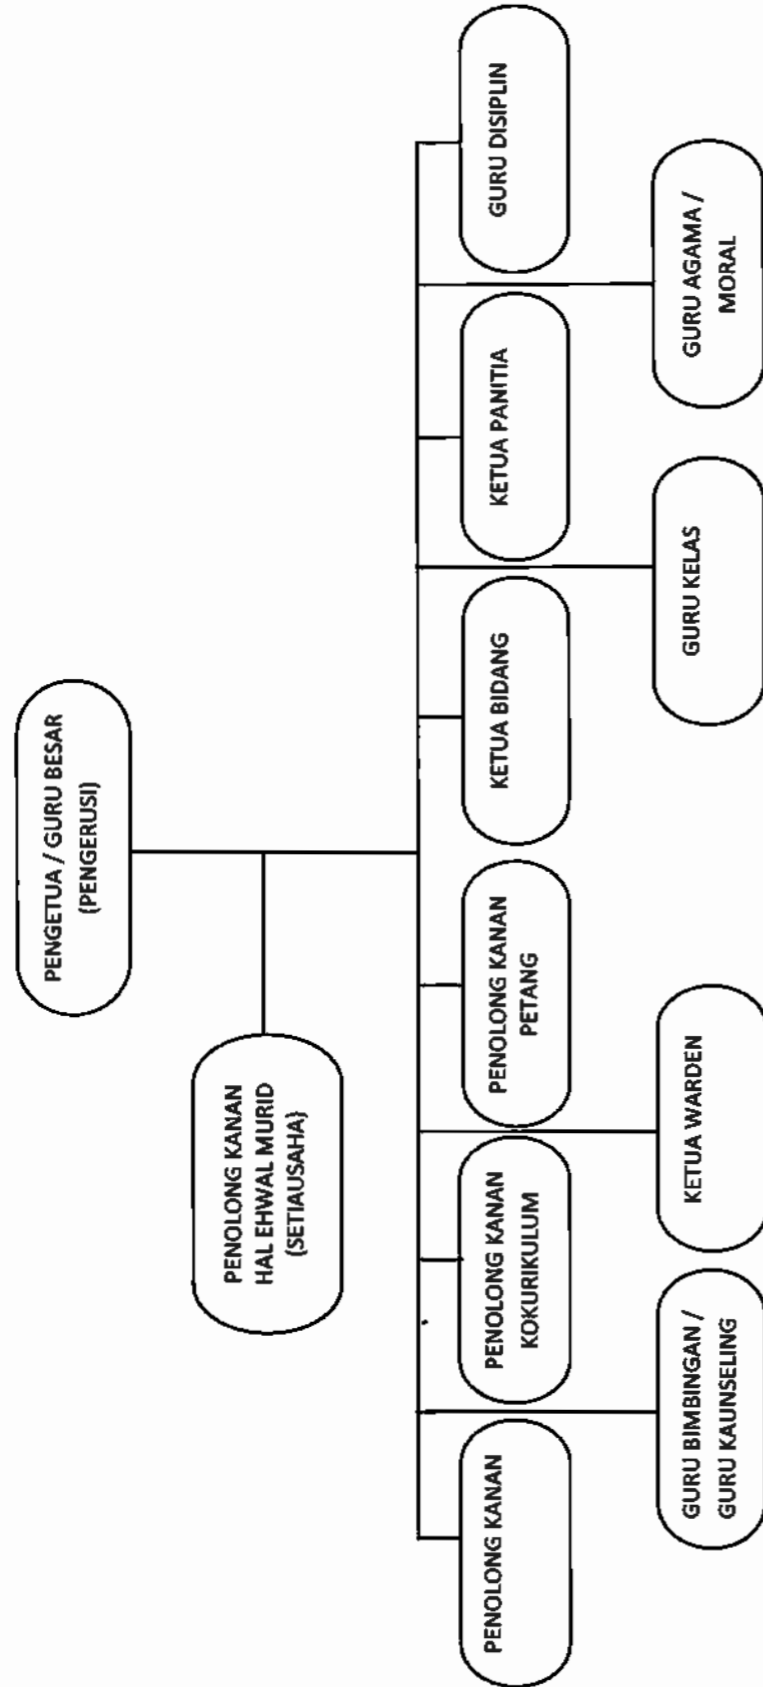 PENGETUA / GURU BESAR
(PENGERUSI)
PENOLONG KANAN
HAL EHWAL MURID
(SETIAUSAHA)
PENOLONG KANAN
PENOLONG KANAN
KOKURIKULUM
PENOLONG KANAN
PETANG
KETUA BIDANG
KETUA PANITIA
GURU DISIPLIN
GURU BIMBINGAN /
GURU KAUNSELING
KETUA WARDEN
GURU KELAS
GURU AGAMA /
MORAL